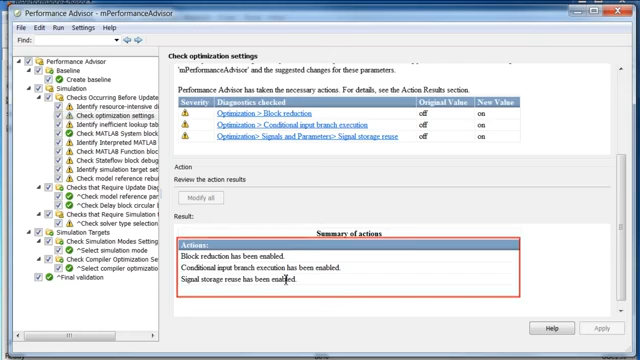 Performance Advisor - mPerformanceAdvisor
File Edit Run Settings Help
Find:
Performance Advisor
Baseline
Create baseline
Simulation
Checks Occurring Before Update
Identify resource-intensive di
Check optimization settings
Identify inefficient lookup tab
Check MATLAB System block
Identify Interpreted MATLAB
Check MATLAB Function bloc
Check Stateflow block debug
Identify simulation target set
Check model reference rebui
Checks that Require Update Diag
^Check model reference par
^Check Delay block circular
Checks that Require Simulation
^Check solver type selection
Simulation Targets
Check Simulation Modes Setting
^Select simulation mode
Check Compiler Optimization Se
^Select compiler optimizatio
^Final validation
Check optimization settings
'mPerformanceAdvisor' and the suggested changes for these parameters.
Performance Advisor has taken the necessary actions. For details, see the Action Results section.
Severity Diagnostics checked Original Value New Value
Optimization > Block reduction off on
Optimization > Conditional input branch execution off on
Optimization> Signals and Parameters> Signal storage reuse off on
Action
Review the action results
Modify all
Result:
Summary of actions
Actions:
Block reduction has been enabled.
Conditional input branch execution has been enabled.
Signal storage reuse has been enabled.
Help Apply
Ready